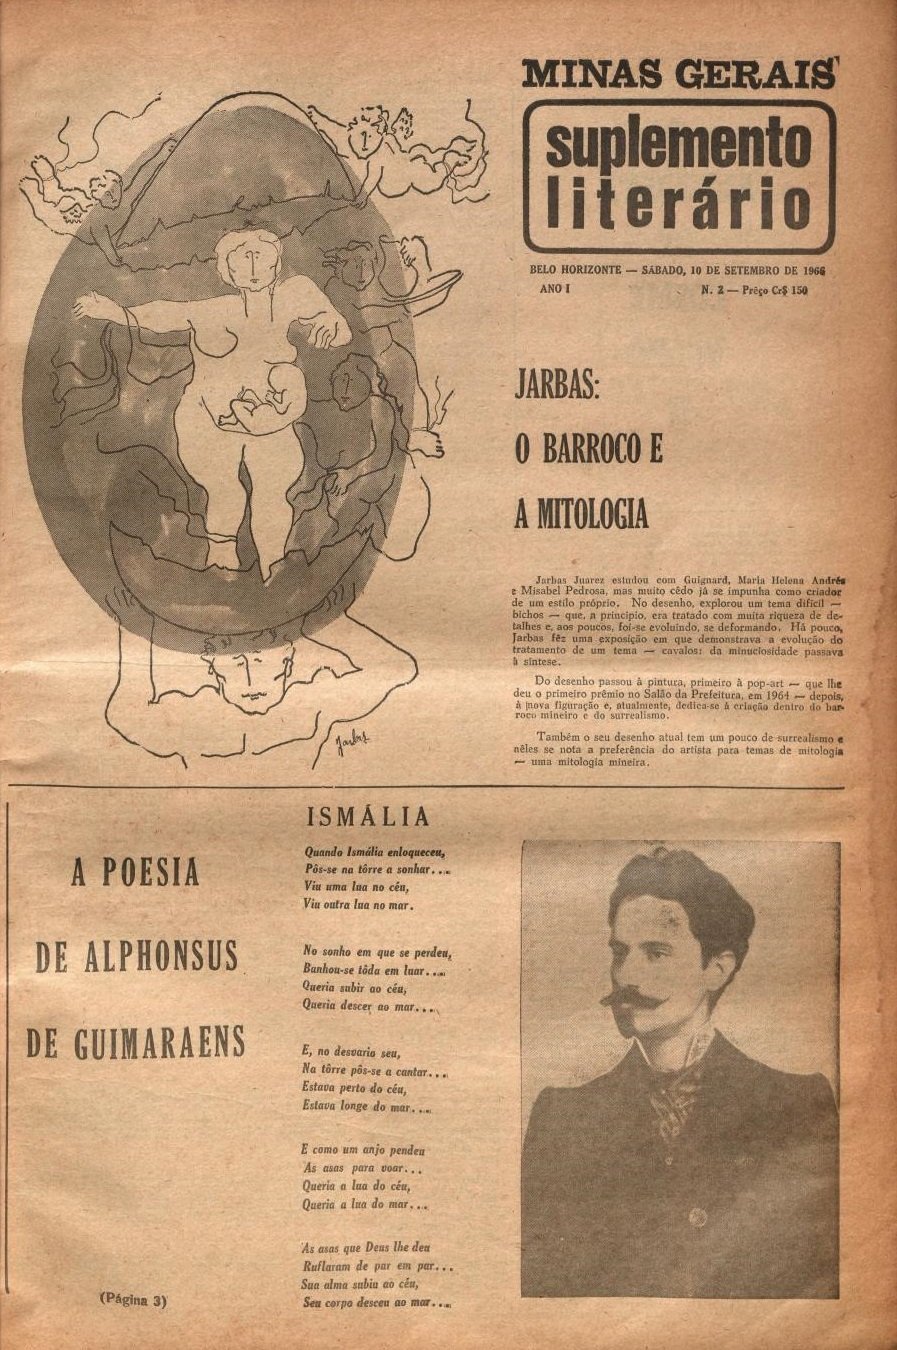 MINAS GERAIS
suplemento
literário
BELO HORIZONTE — SÁBADO, 10 DE SETEMBRO DE 1966
ANO I N. 2 — Prêço Cr$ 150
JARBAS:
O BARROCO E
A MITOLOGIA
Jarbas Juarez estudou com Guignard, Maria Helena Andrés
e Misabel Pedrosa, mas muito cêdo já se impunha como criador
de um estilo próprio. No desenho, explorou um tema difícil —
bichos — que, a princípio, era tratado com muita riqueza de de-
talhes e, aos poucos, foi-se evoluindo, se deformando. Há pouco,
Jarbas fêz uma exposição em que demonstrava a evolução do
tratamento de um tema — cavalos: da minuciosidade passava
à síntese.
Do desenho passou à pintura, primeiro à pop-art — que lhe
deu o primeiro prêmio no Salão da Prefeitura, em 1964 — depois,
à nova figuração e, atualmente, dedica-se à criação dentro do bar-
roco mineiro e do surrealismo.
Também o seu desenho atual tem um pouco de surrealismo e
nêles se nota a preferência do artista para temas de mitologia
— uma mitologia mineira.
Jarbas
A POESIA
DE ALPHONSUS
DE GUIMARAENS
(Página 3)
ISMÁLIA
Quando Ismália enloqueceu,
Pôs-se na tôrre a sonhar...
Viu uma lua no céu,
Viu outra lua no mar.
No sonho em que se perdeu,
Banhou-se tôda em luar...
Queria subir ao céu,
Queria descer ao mar...
E, no desvario seu,
Na tôrre pôs-se a cantar...
Estava perto do céu,
Estava longe do mar...
E como um anjo pendeu
As asas para voar...
Queria a lua do céu,
Queria a lua do mar...
As asas que Deus lhe deu
Ruflaram de par em par...
Sua alma subiu ao céu,
Seu corpo desceu ao mar...